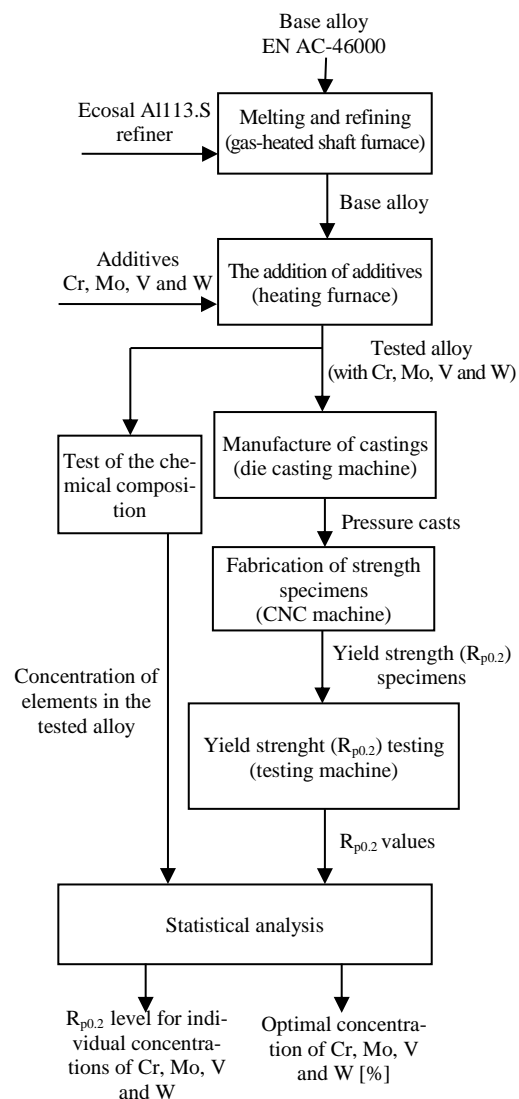 Base alloy
EN AC-46000
Ecosal Al113.S
refiner
Melting and refining
(gas-heated shaft furnace)
Base alloy
Additives
Cr, Mo, V and W
The addition of additives
(heating furnace)
Tested alloy
(with Cr, Mo, V and W)
Test of the che-
mical composi-
tion
Manufacture of castings
(die casting machine)
Pressure casts
Fabrication of strength
specimens
(CNC machine)
Yield strength (Rp0.2)
specimens
Concentration of
elements in the
tested alloy
Yield strenght (Rp0.2) testing
(testing machine)
Rp0.2 values
Statistical analysis
Rp0.2 level for indi-
vidual concentra-
tions of Cr, Mo, V
and W
Optimal concentra-
tion of Cr, Mo, V
and W [%]